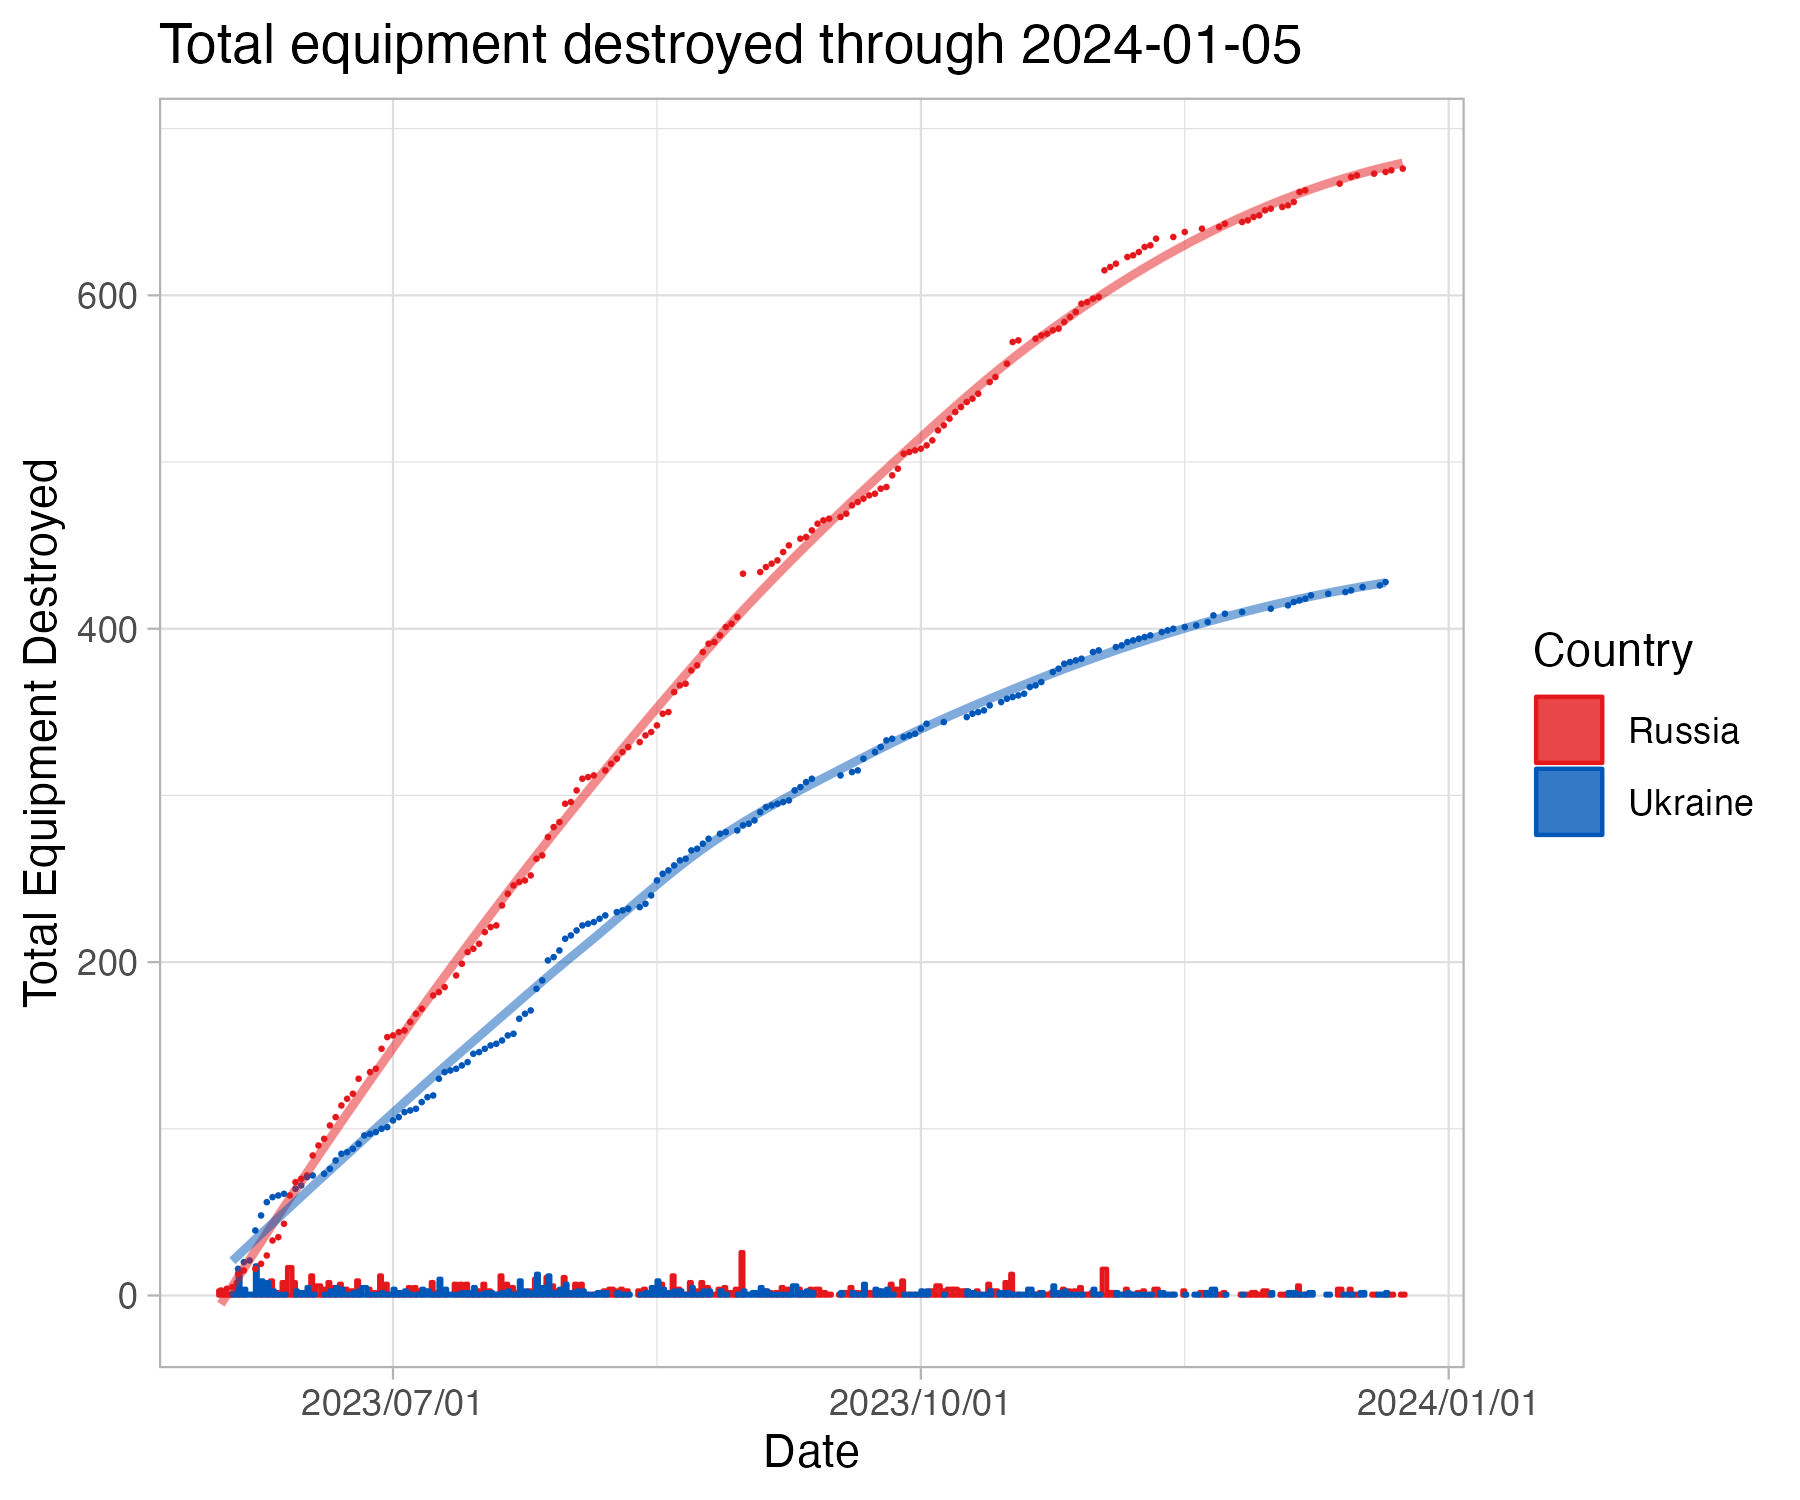 Total equipment destroyed through 2024-01-05
Total Equipment Destroyed
600
400
200
0
2023/07/01
2023/10/01
2024/01/01
Date
Country
Russia
Ukraine